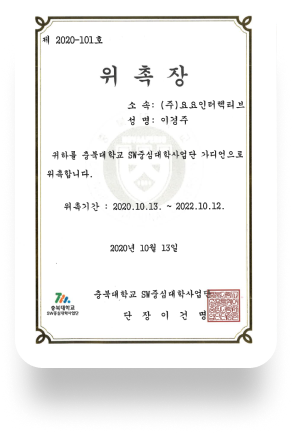 제 2020-101호
위 촉 장
소 속: (주)요요인터렉티브
성 명: 이경주
귀하를 충북대학교 SW중심대학사업단 가디언으로
위촉합니다.
위촉기간 : 2020.10.13. ~ 2022.10.12.
2020년 10월 13일
충북대학교 SW중심대학사업단
단 장 이 건 명
충북대학교
SW중심대학사업단